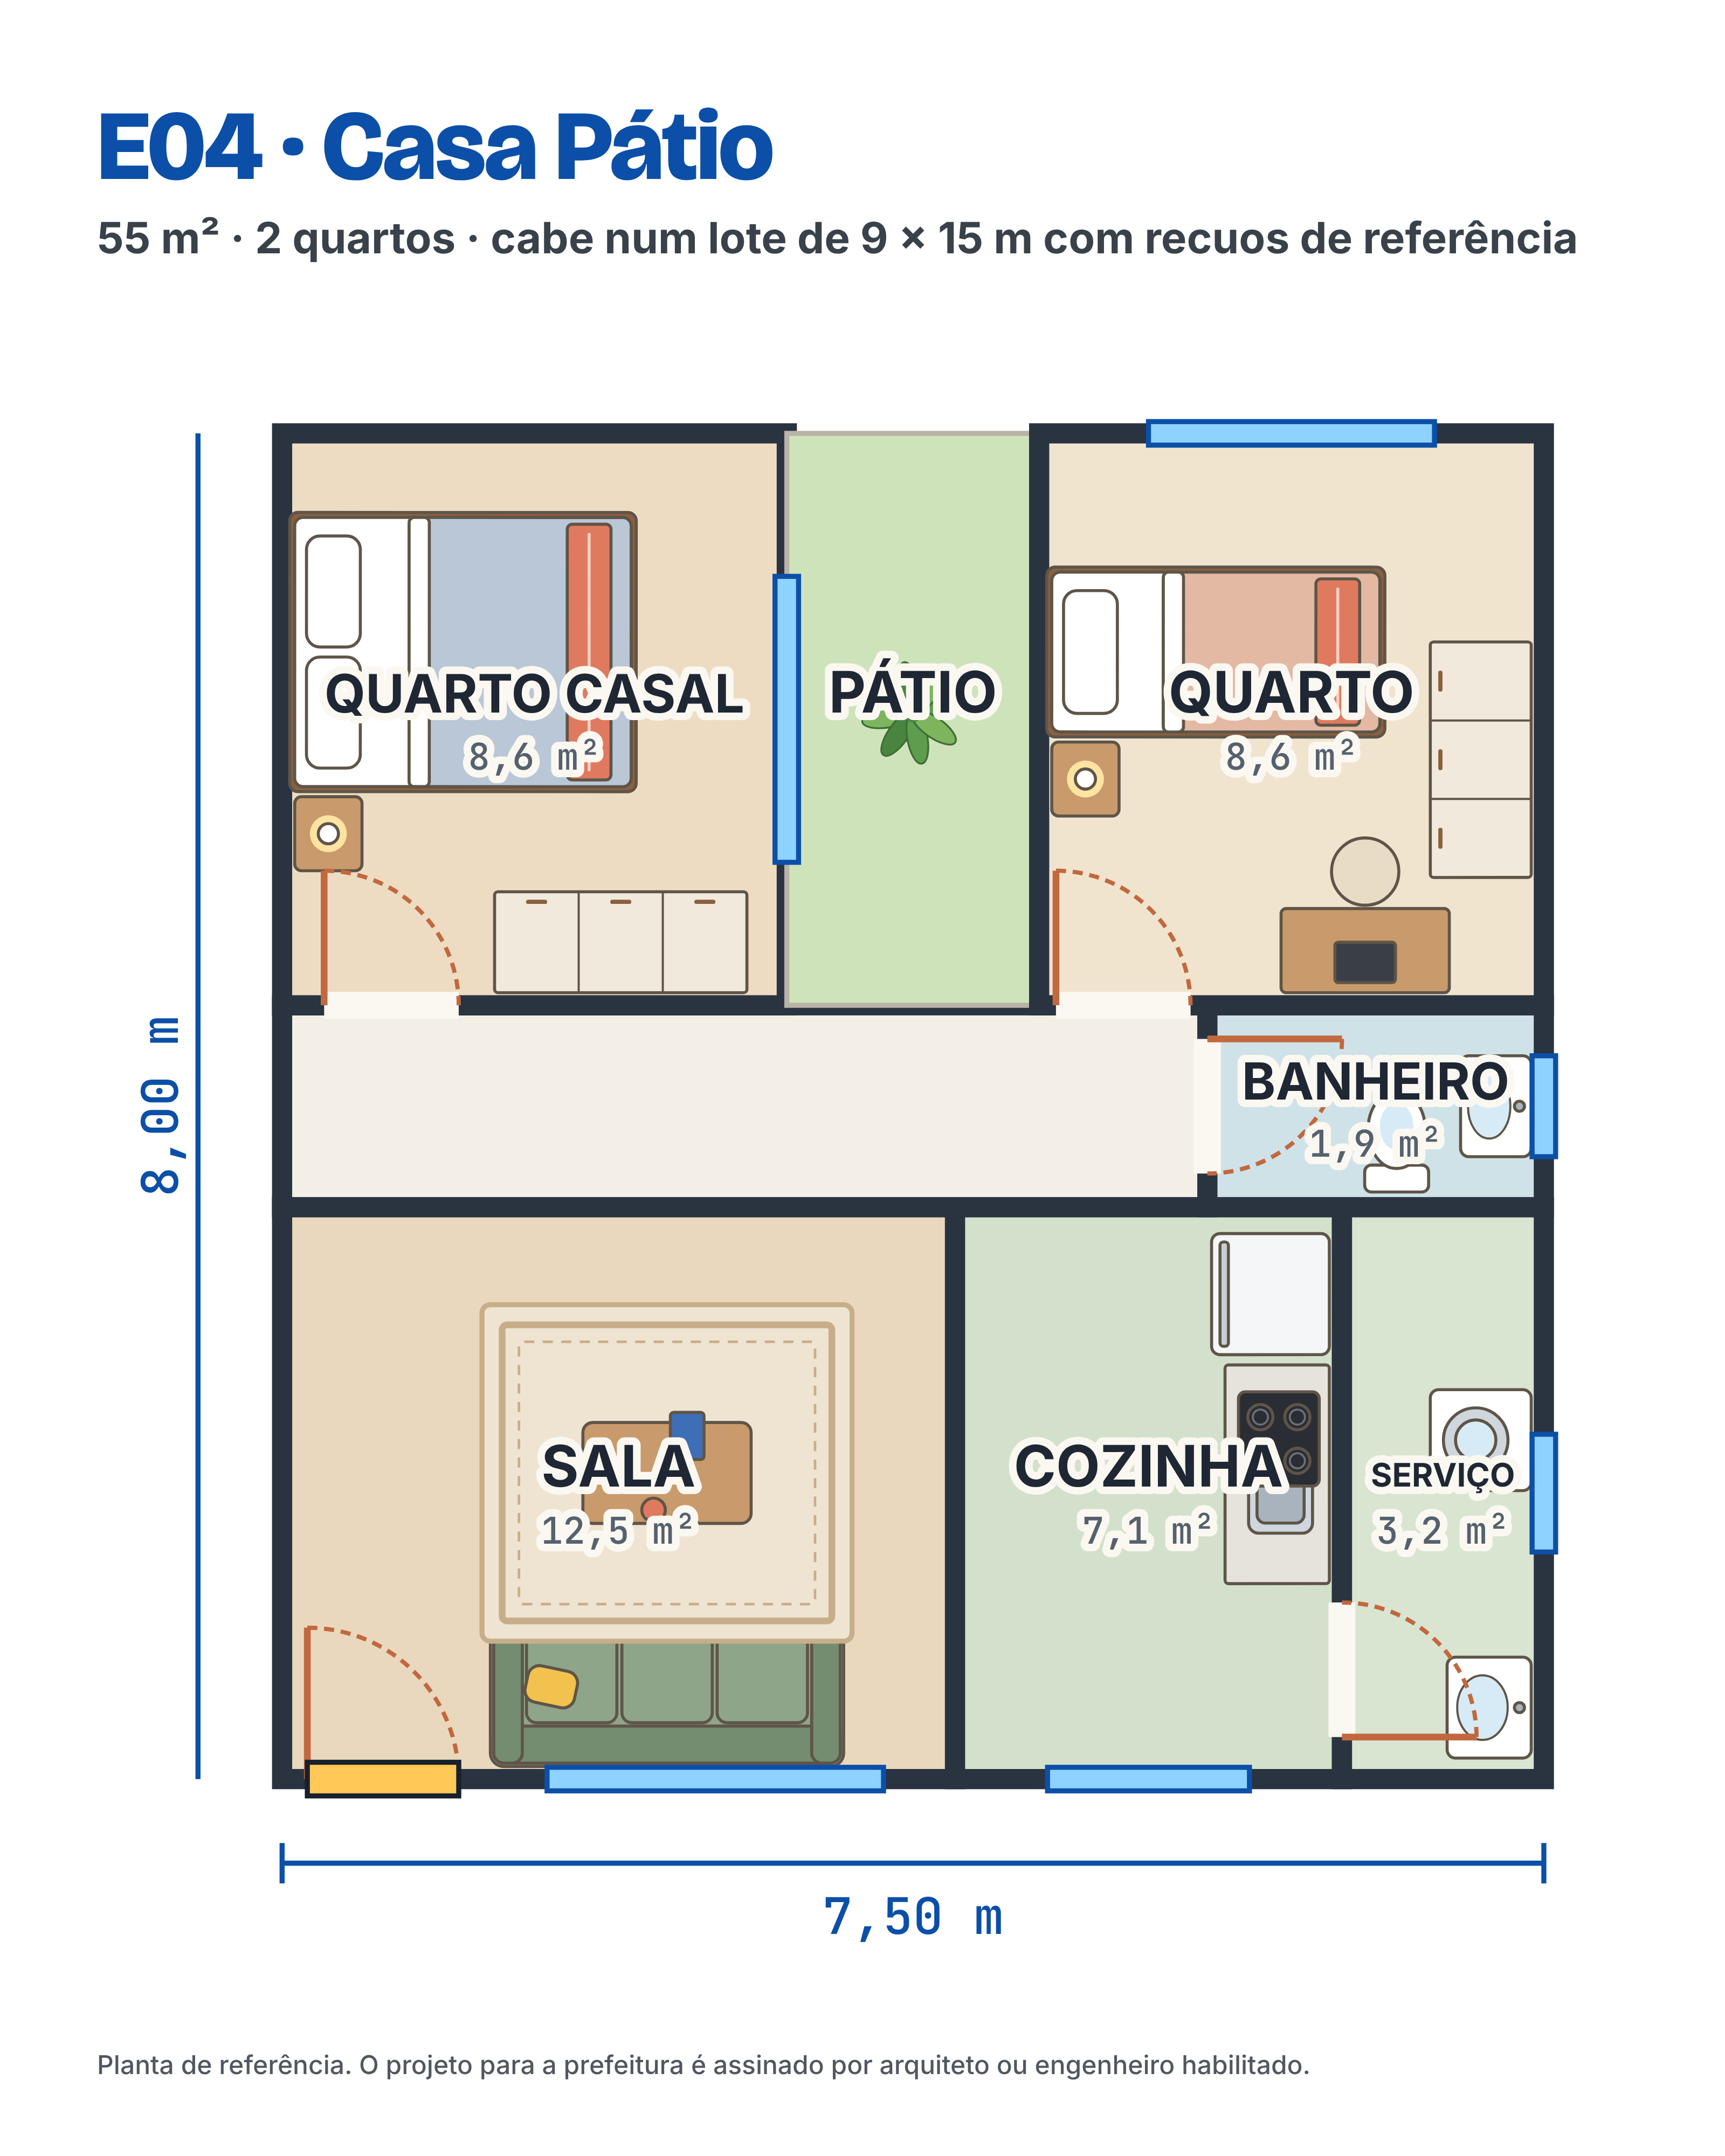 E04 · Casa Pátio
55 m² · 2 quartos · cabe num lote de 9 × 15 m com recuos de referência
QUARTO CASAL
8,6 m²
PÁTIO
QUARTO
8,6 m²
8,00 m
BANHEIRO
1,9 m²
SALA
12,5 m²
COZINHA
7,1 m²
SERVIÇO
3,2 m²
7,50 m
Planta de referência. O projeto para a prefeitura é assinado por arquiteto ou engenheiro habilitado.